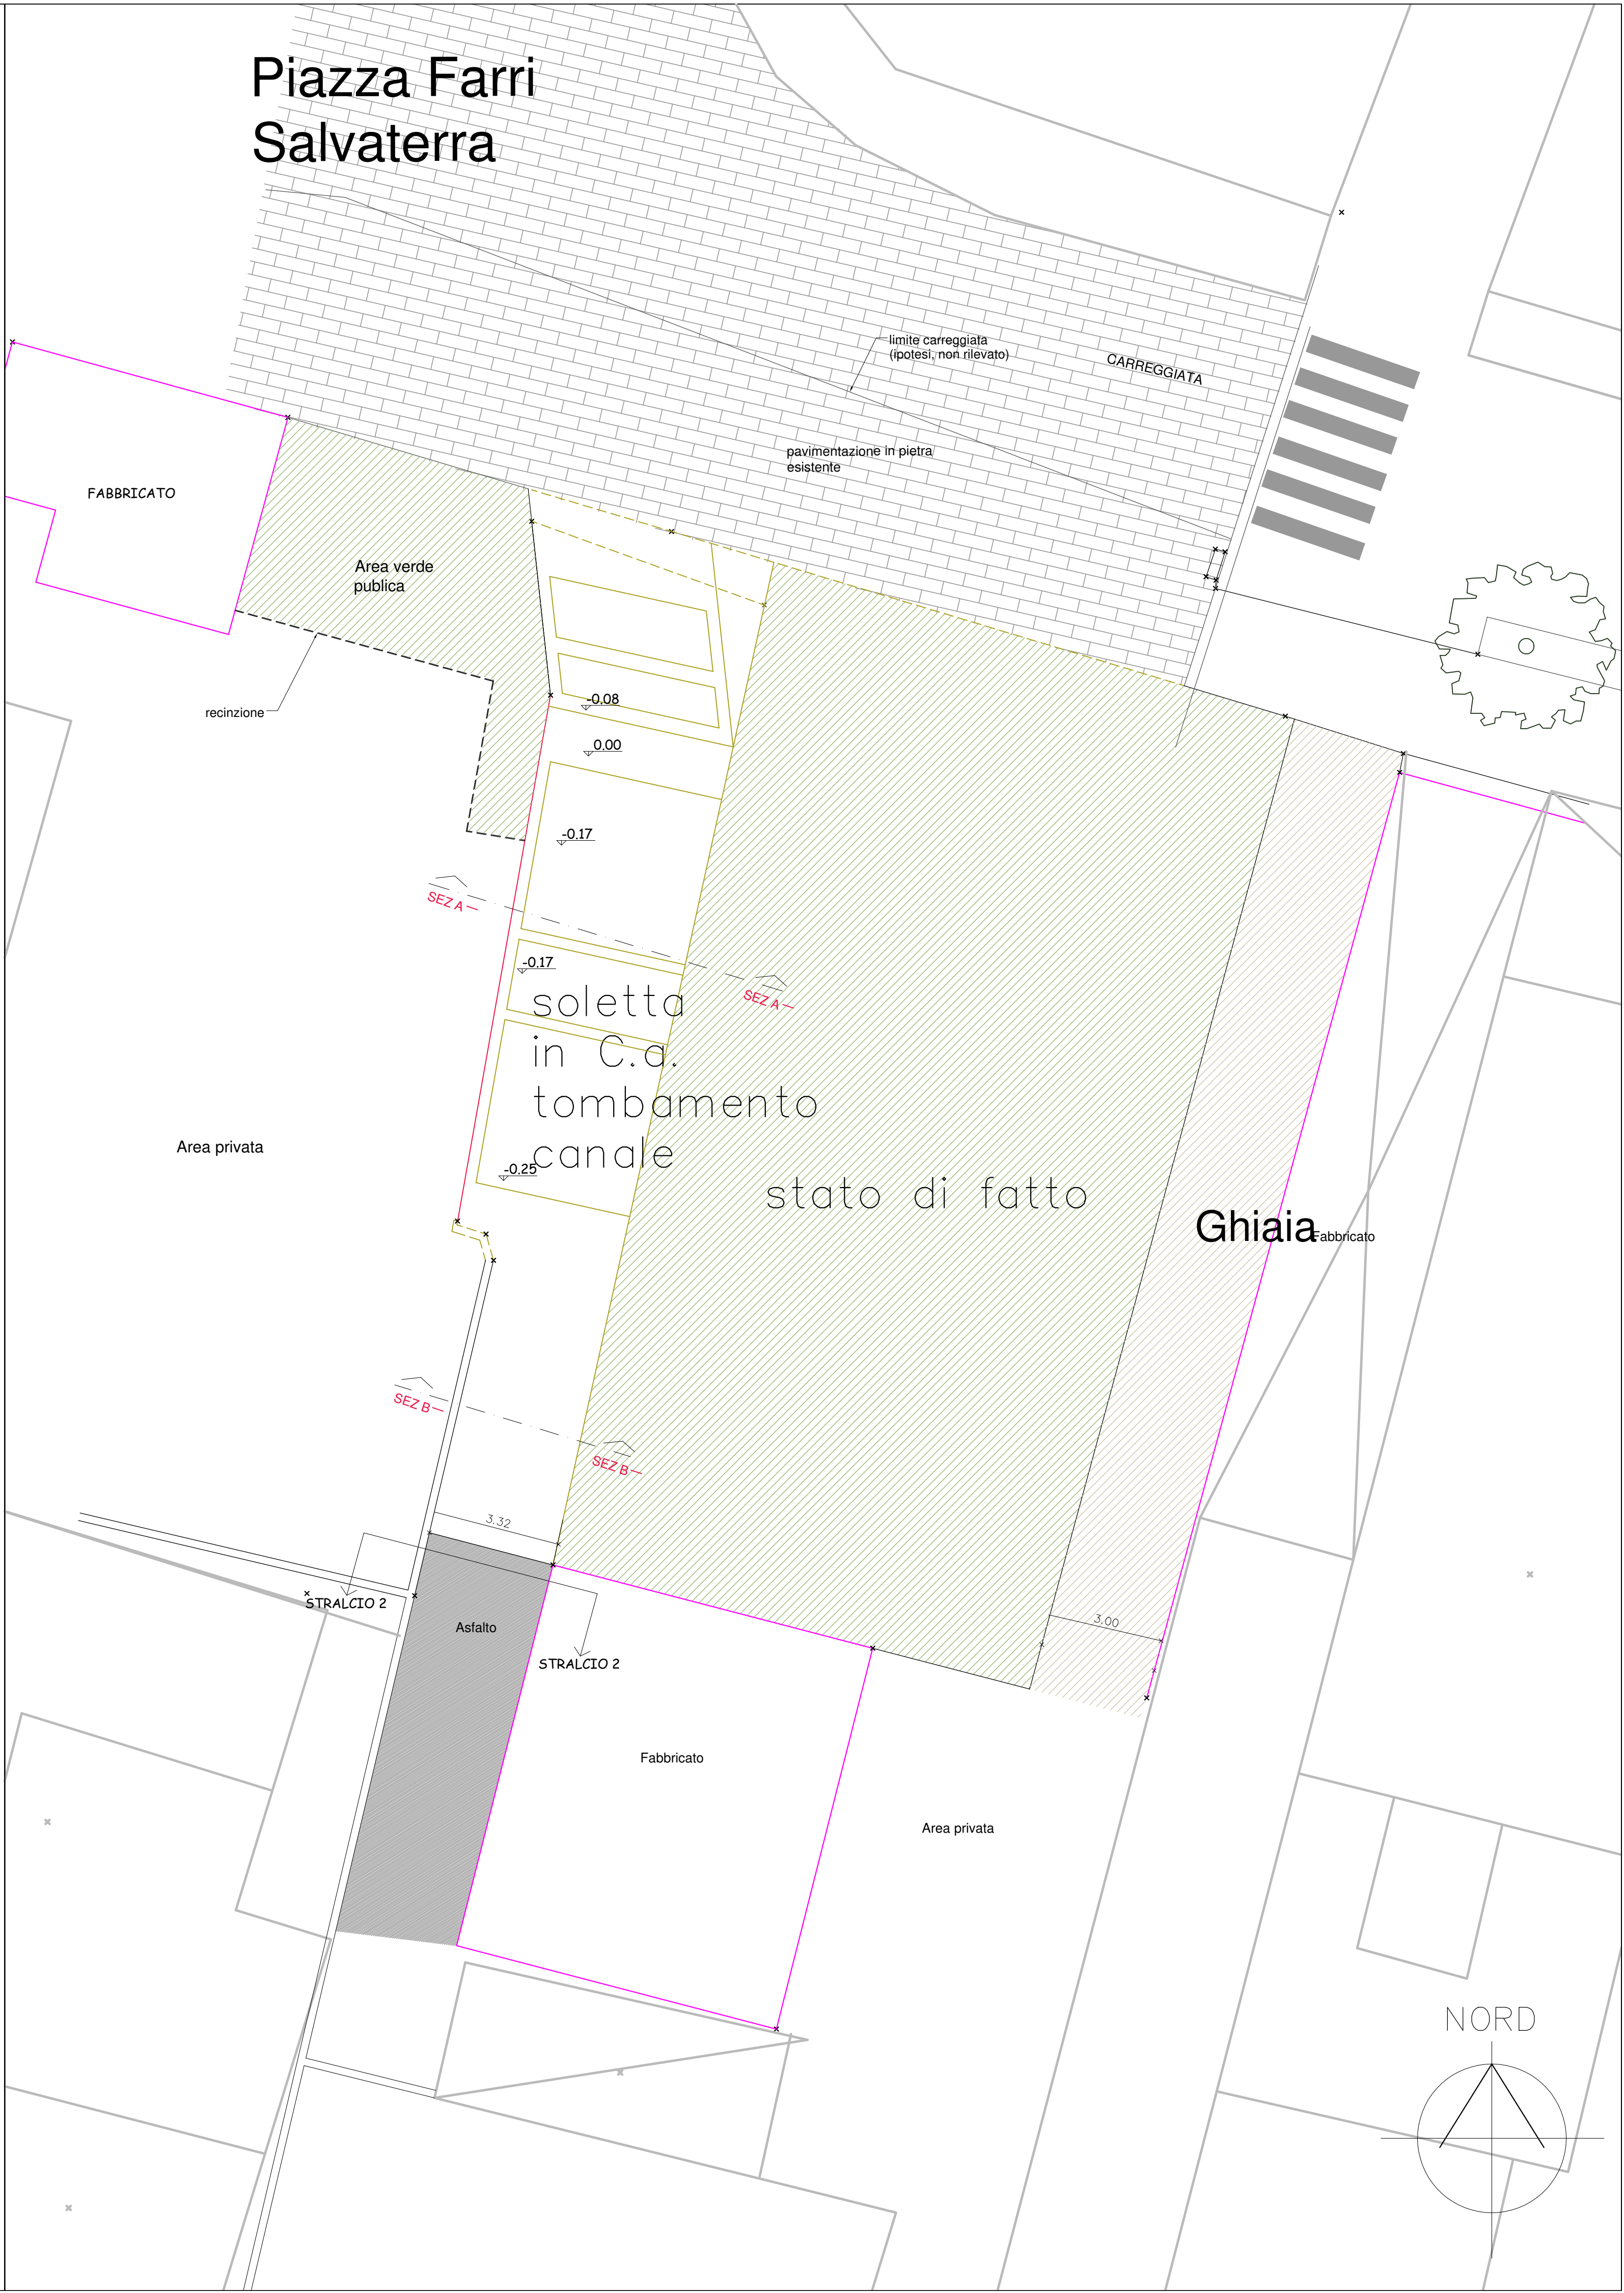 Piazza Farri
Salvaterra
limite carreggiata
(ipotesi, non rilevato)
CARREGGIATA
pavimentazione in pietra
esistente
FABBRICATO
Area verde
publica
recinzione
-0.08
0.00
-0.17
SEZ A
-0.17
SEZ A
soletta
in C.a.
tombamento
canale
Area privata
-0.25
stato di fatto
Ghiaia
Fabbricato
SEZ B
SEZ B
3.32
STRALCIO 2
Asfalto
3.00
STRALCIO 2
Fabbricato
Area privata
NORD